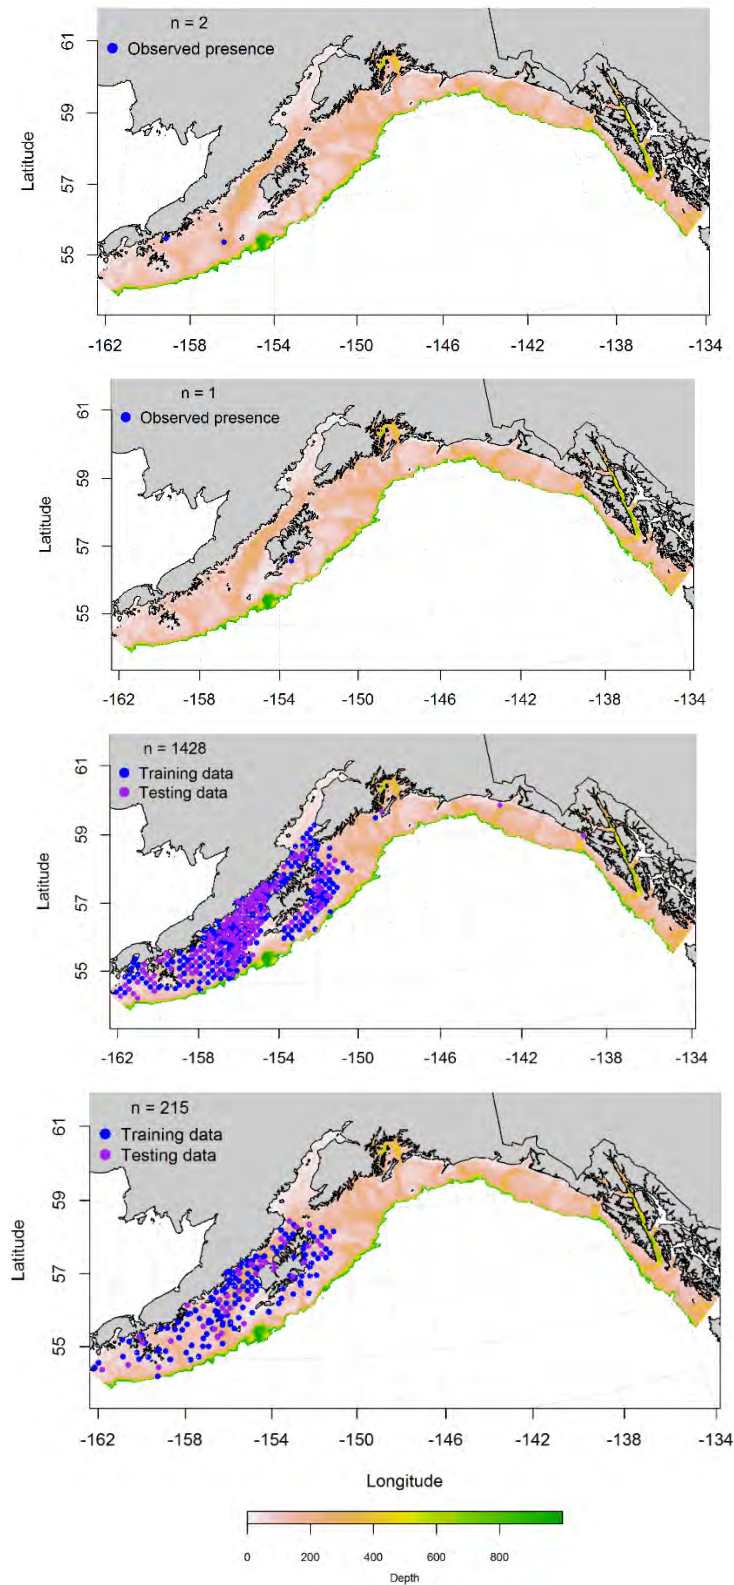 n = 2
Observed presence
61
59
57
55
Latitude
-162 -158 -154 -150 -146 -142 -138 -134
n = 1
Observed presence
61
59
57
55
Latitude
-162 -158 -154 -150 -146 -142 -138 -134
n = 1428
Training data
Testing data
61
59
57
55
Latitude
-162 -158 -154 -150 -146 -142 -138 -134
n = 215
Training data
Testing data
61
59
57
55
Latitude
-162 -158 -154 -150 -146 -142 -138 -134
Longitude
0 200 400 600 800
Depth